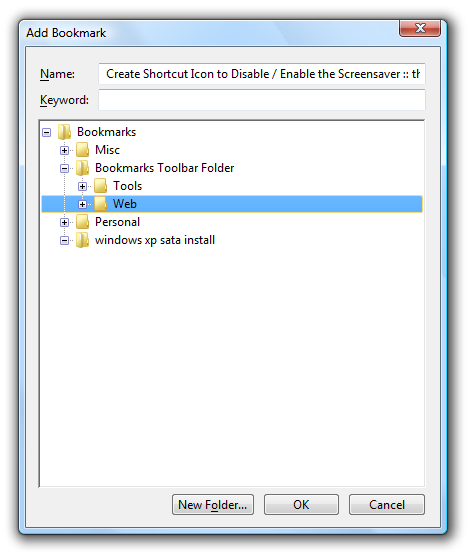 Add Bookmark
Name: Create Shortcut Icon to Disable / Enable the Screensaver :: th
Keyword:
Bookmarks
Misc
Bookmarks Toolbar Folder
Tools
Web
Personal
windows xp sata install
New Folder... OK Cancel